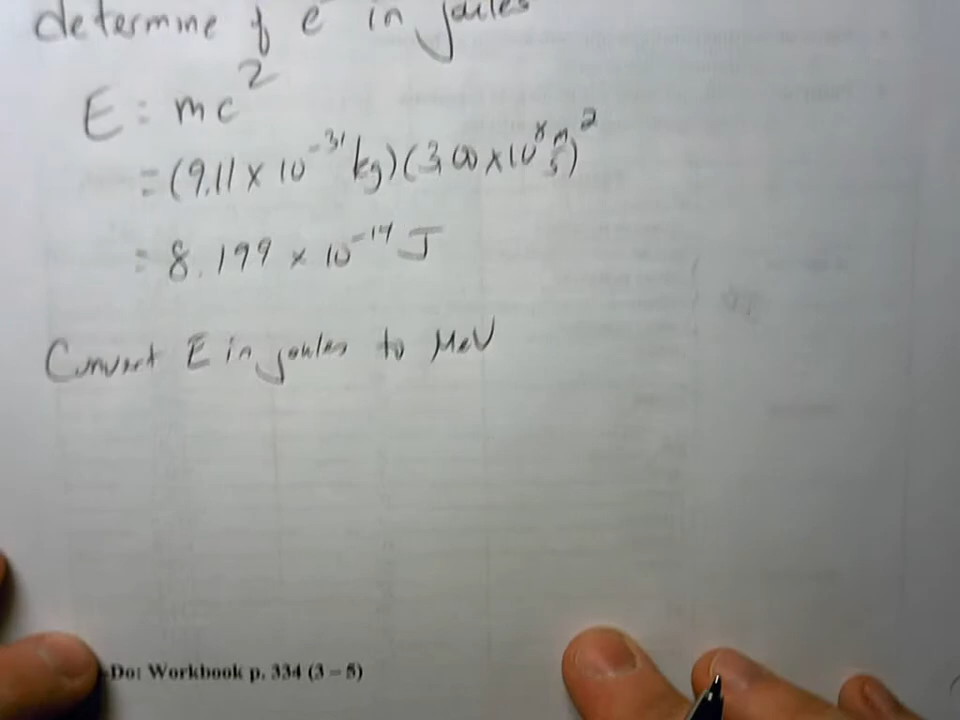 determine of e in joules
E = mc²
= (9.11 × 10⁻³¹ kg)(3.00 × 10⁸ m/s)²
= 8.199 × 10⁻¹⁴ J
Convert E in joules to MeV
Do: Workbook p. 334 (3 – 5)